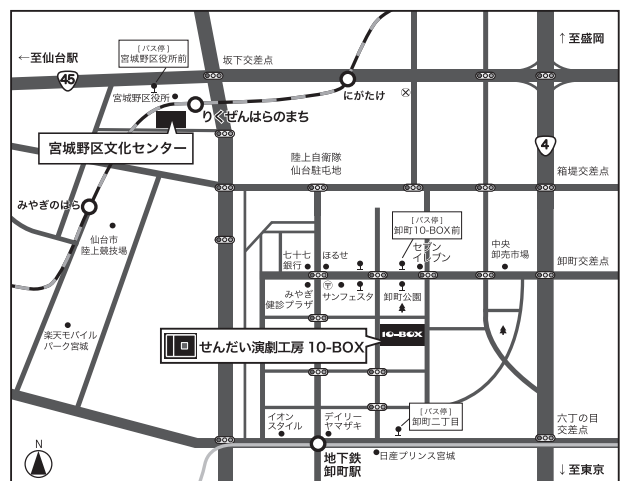 ←至仙台駅
[バス停]
宮城野区役所前
坂下交差点
↑至盛岡
45
宮城野区役所
りくぜんはらのまち
にがたけ
宮城野区文化センター
4
陸上自衛隊
仙台駐屯地
箱堤交差点
みやぎのはら
仙台市
陸上競技場
[バス停]
卸町10-BOX前
セブン
イレブン
中央
卸売市場
七十七
銀行
ほるせ
卸町交差点
みやぎ
健診プラザ
〒
サンフェスタ
卸町公園
楽天モバイル
パーク宮城
せんだい演劇工房 10-BOX
10-BOX
イオン
スタイル
デイリー
ヤマザキ
[バス停]
卸町二丁目
六丁の目
交差点
N
地下鉄
卸町駅
日産プリンス宮城
↓至東京